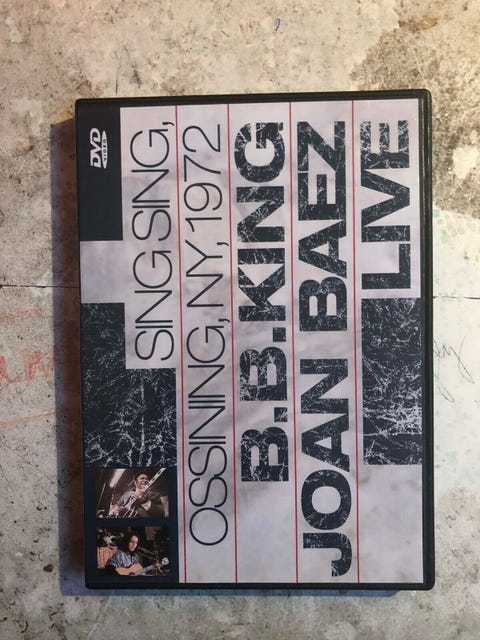 DVD
VIDEO
SING SING,
OSSINING, NY, 1972
B.B.KING
JOAN BAEZ
LIVE